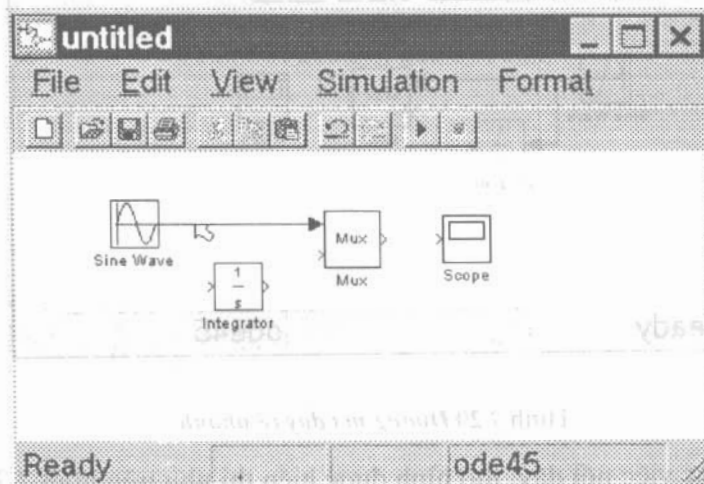 untitled
File Edit View Simulation Format
Sine Wave
1
s
Integrator
Mux
Mux
Scope
Ready ode45